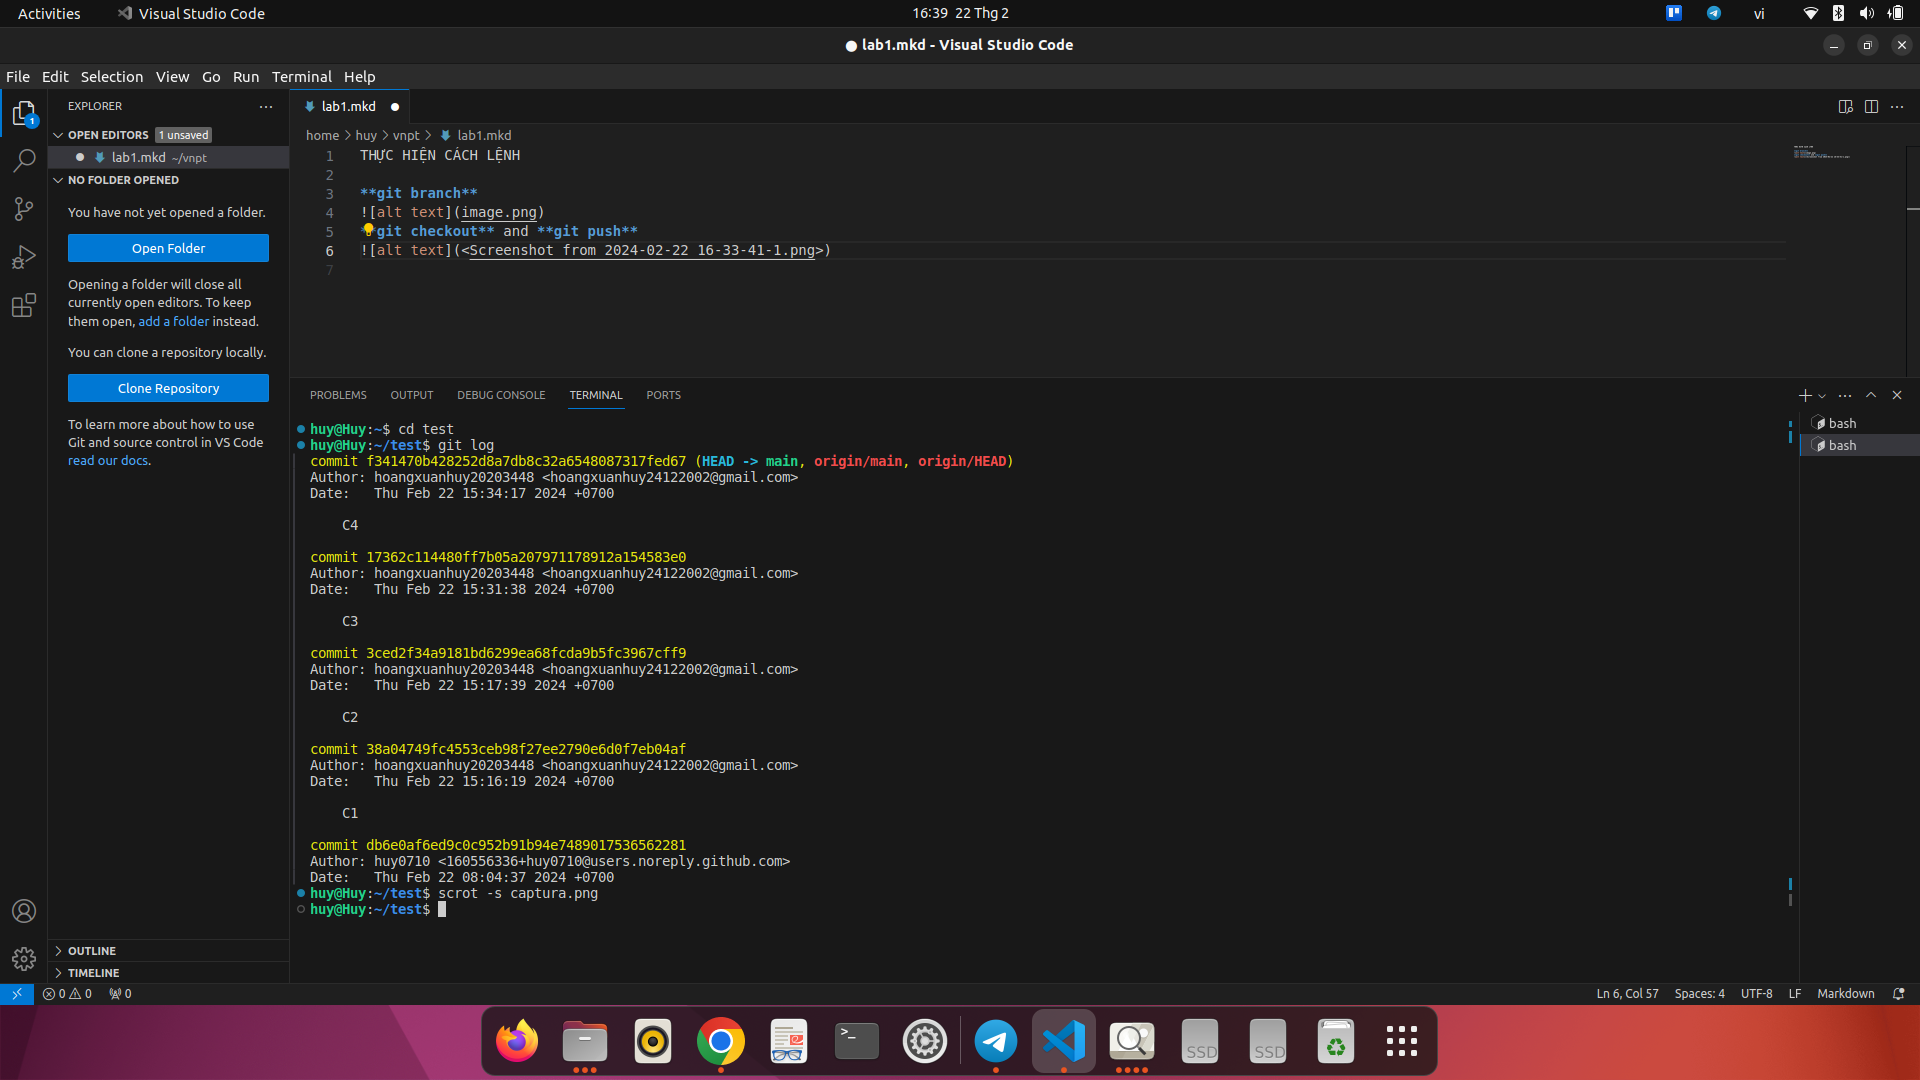 Activities Visual Studio Code 16:39 22 Thg 2 vi
lab1.mkd - Visual Studio Code
File Edit Selection View Go Run Terminal Help
EXPLORER
OPEN EDITORS 1 unsaved
lab1.mkd ~/vnpt
NO FOLDER OPENED
You have not yet opened a folder.
Open Folder
Opening a folder will close all
currently open editors. To keep
them open, add a folder instead.
You can clone a repository locally.
Clone Repository
To learn more about how to use
Git and source control in VS Code
read our docs.
OUTLINE
TIMELINE
1
lab1.mkd
home > huy > vnpt > lab1.mkd
1 THỰC HIỆN CÁCH LỆNH
2
3 **git branch**
4 ![alt text](image.png)
5 *git checkout** and **git push**
6 ![alt text](<Screenshot from 2024-02-22 16-33-41-1.png>)
7
PROBLEMS OUTPUT DEBUG CONSOLE TERMINAL PORTS
huy@Huy:~$ cd test
huy@Huy:~/test$ git log
commit f341470b428252d8a7db8c32a6548087317fed67 (HEAD -> main, origin/main, origin/HEAD)
Author: hoangxuanhuy20203448 <hoangxuanhuy24122002@gmail.com>
Date: Thu Feb 22 15:34:17 2024 +0700
C4
commit 17362c114480ff7b05a207971178912a154583e0
Author: hoangxuanhuy20203448 <hoangxuanhuy24122002@gmail.com>
Date: Thu Feb 22 15:31:38 2024 +0700
C3
commit 3ced2f34a9181bd6299ea68fcda9b5fc3967cff9
Author: hoangxuanhuy20203448 <hoangxuanhuy24122002@gmail.com>
Date: Thu Feb 22 15:17:39 2024 +0700
C2
commit 38a04749fc4553ceb98f27ee2790e6d0f7eb04af
Author: hoangxuanhuy20203448 <hoangxuanhuy24122002@gmail.com>
Date: Thu Feb 22 15:16:19 2024 +0700
C1
commit db6e0af6ed9c0c952b91b94e7489017536562281
Author: huy0710 <160556336+huy0710@users.noreply.github.com>
Date: Thu Feb 22 08:04:37 2024 +0700
huy@Huy:~/test$ scrot -s captura.png
huy@Huy:~/test$
bash
bash
0 0 0 Ln 6, Col 57 Spaces: 4 UTF-8 LF Markdown
>_ SSD SSD